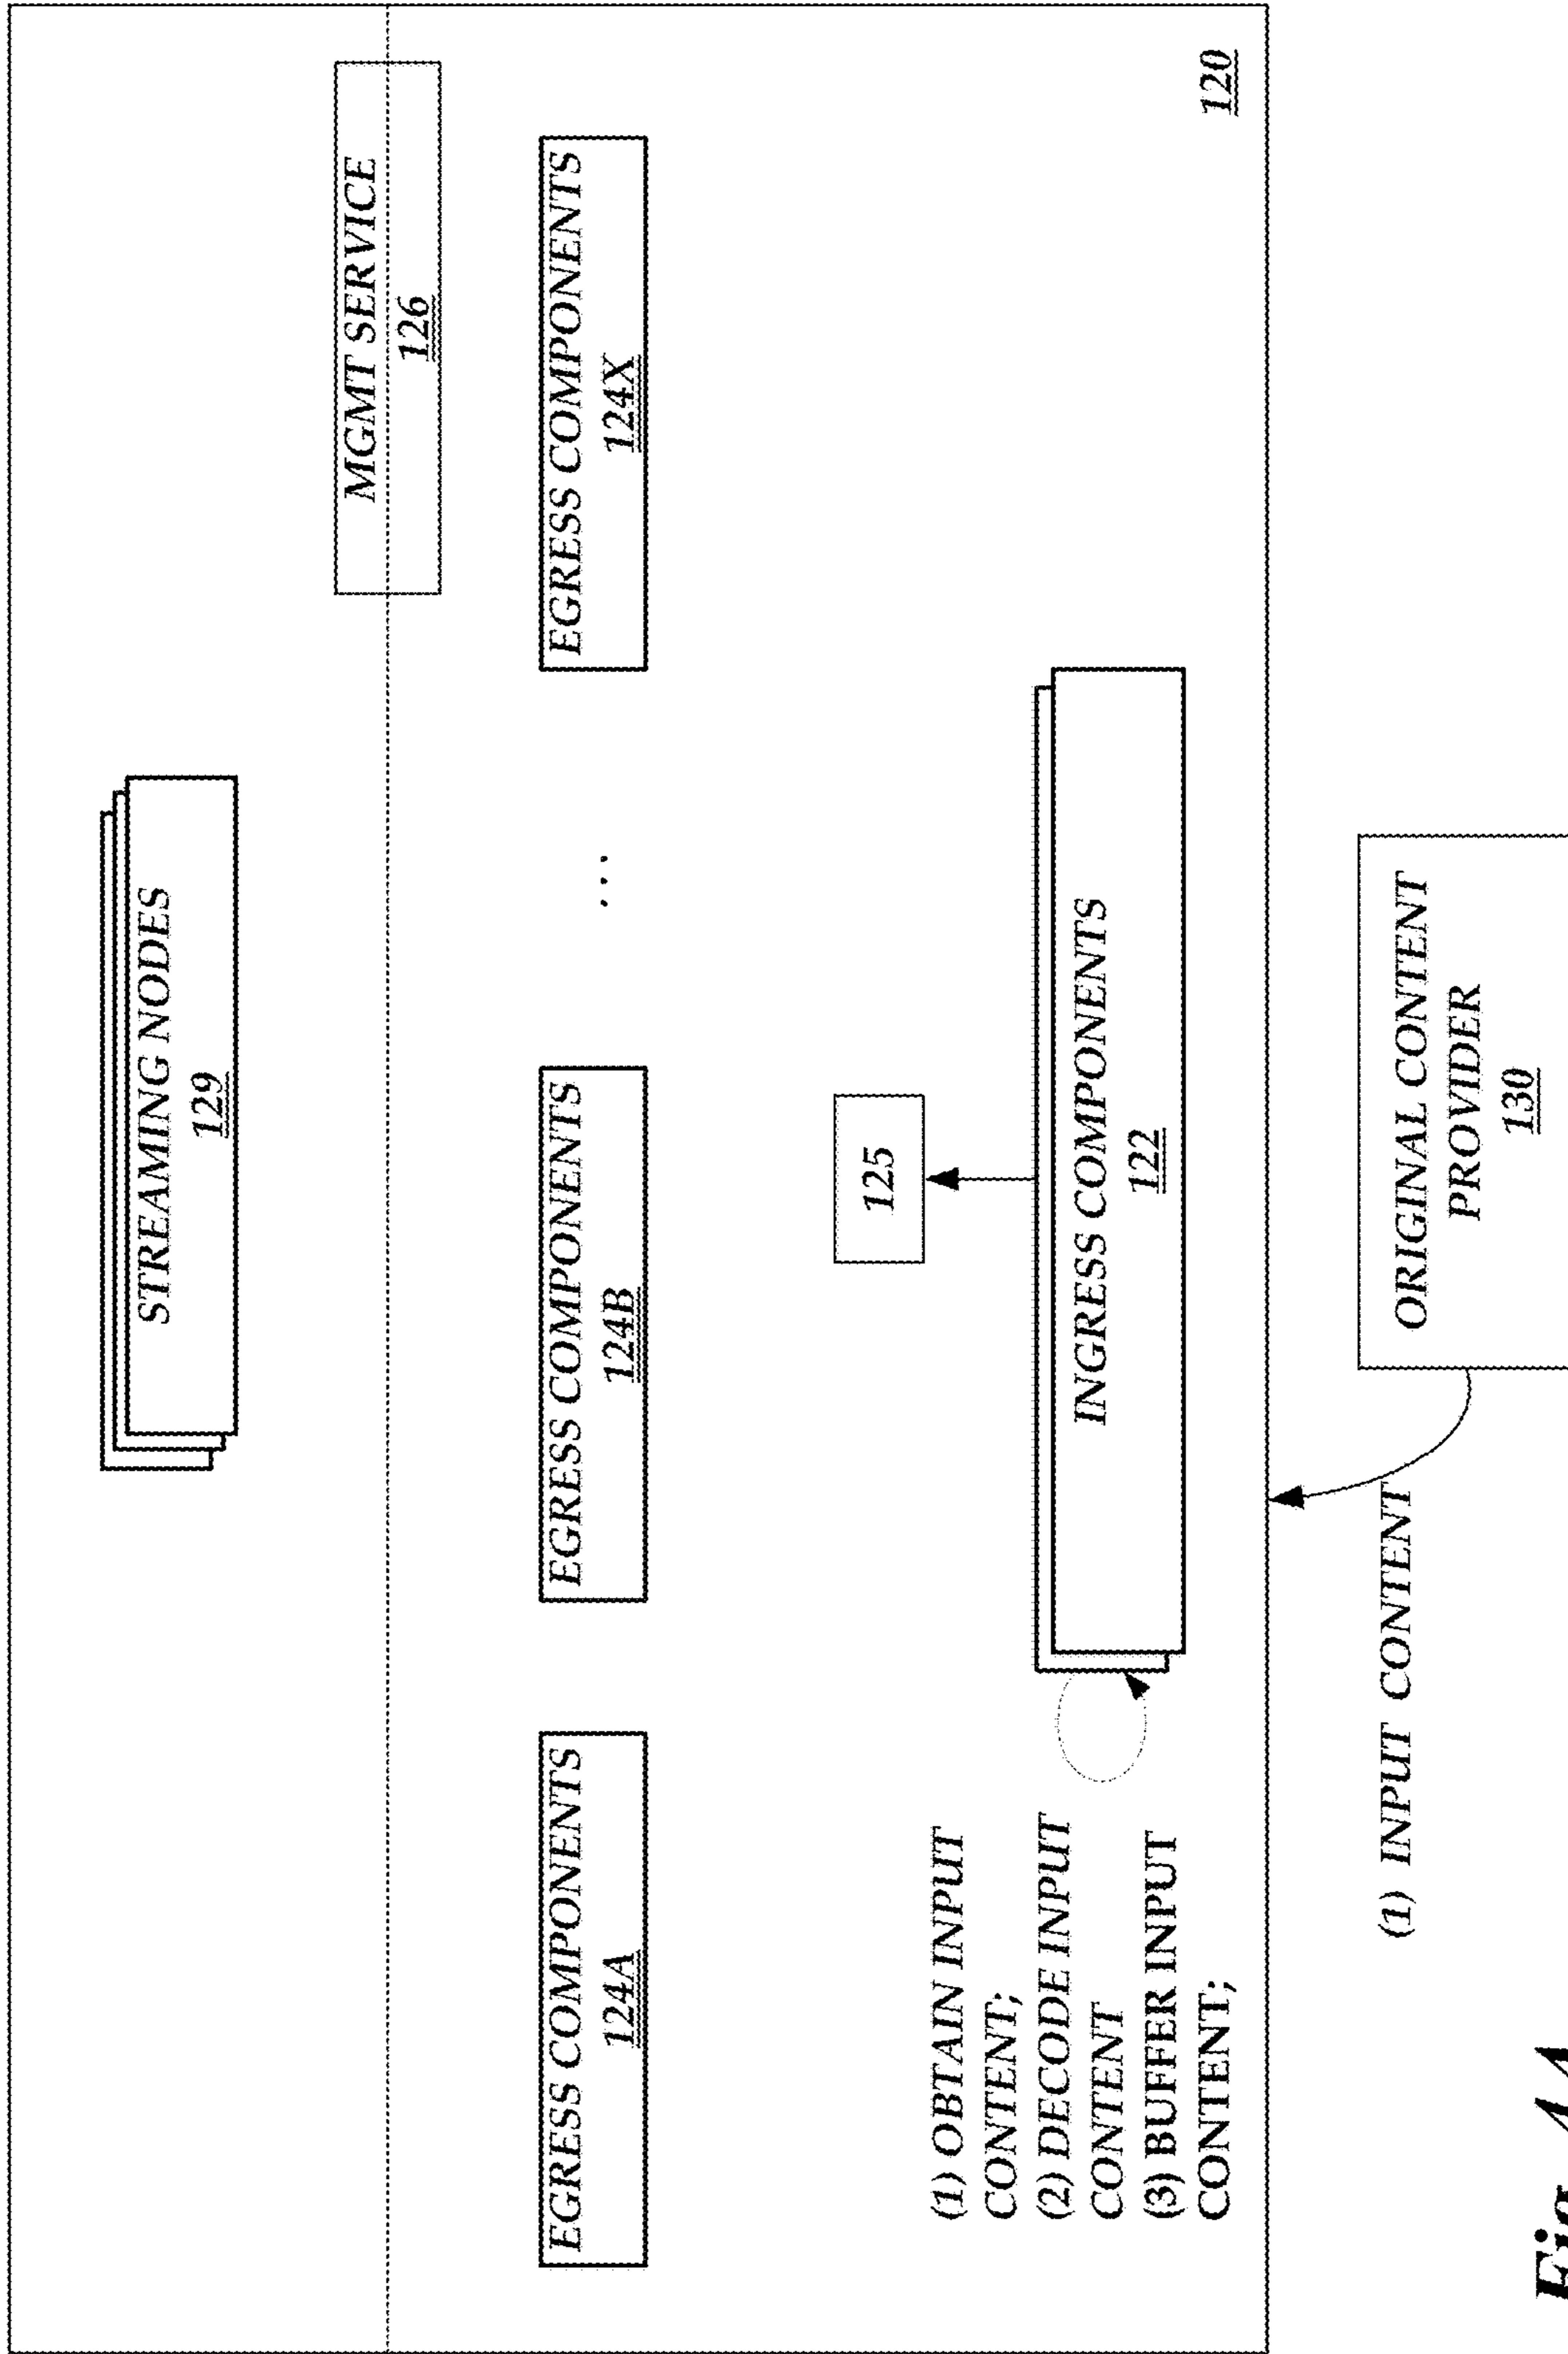 STREAMING NODES
129
MGMT SERVICE
126
EGRESS COMPONENTS
124A
EGRESS COMPONENTS
124B
...
EGRESS COMPONENTS
124X
125
(1) OBTAIN INPUT
CONTENT;
(2) DECODE INPUT
CONTENT
(3) BUFFER INPUT
CONTENT;
INGRESS COMPONENTS
122
120
(1) INPUT CONTENT
ORIGINAL CONTENT
PROVIDER
130
Fig. 4A